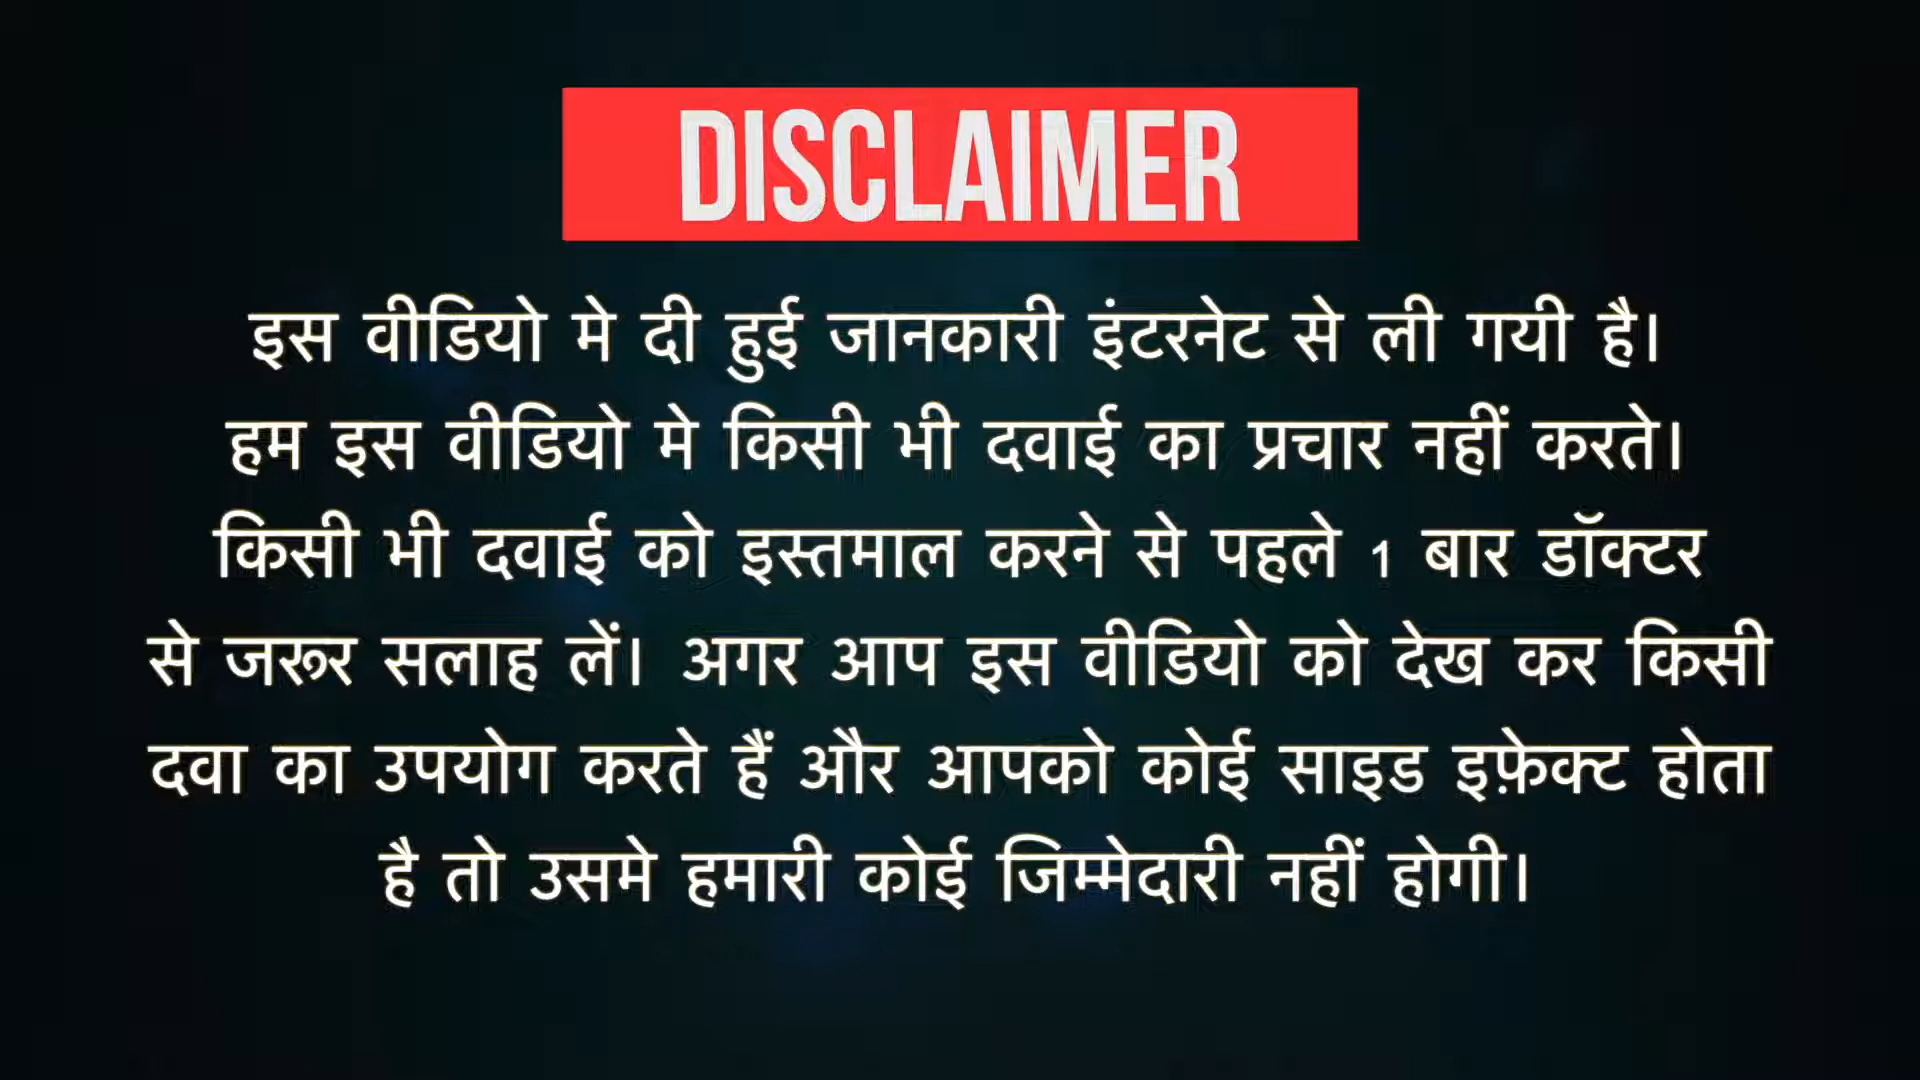 DISCLAIMER
इस वीडियो मे दी हुई जानकारी इंटरनेट से ली गयी है।
हम इस वीडियो मे किसी भी दवाई का प्रचार नहीं करते।
किसी भी दवाई को इस्तमाल करने से पहले 1 बार डॉक्टर
से जरूर सलाह लें। अगर आप इस वीडियो को देख कर किसी
दवा का उपयोग करते हैं और आपको कोई साइड इफ़ेक्ट होता
है तो उसमे हमारी कोई जिम्मेदारी नहीं होगी।